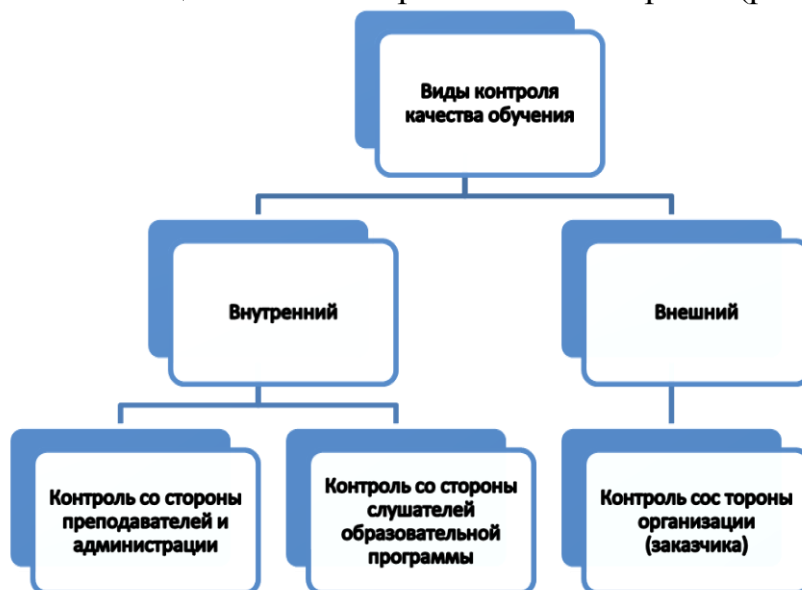 Виды контроля
качества обучения
Внутренний
Внешний
Контроль со стороны
преподавателей и
администрации
Контроль со стороны
слушателей
образовательной
программы
Контроль сос тороны
организации
(заказчика)